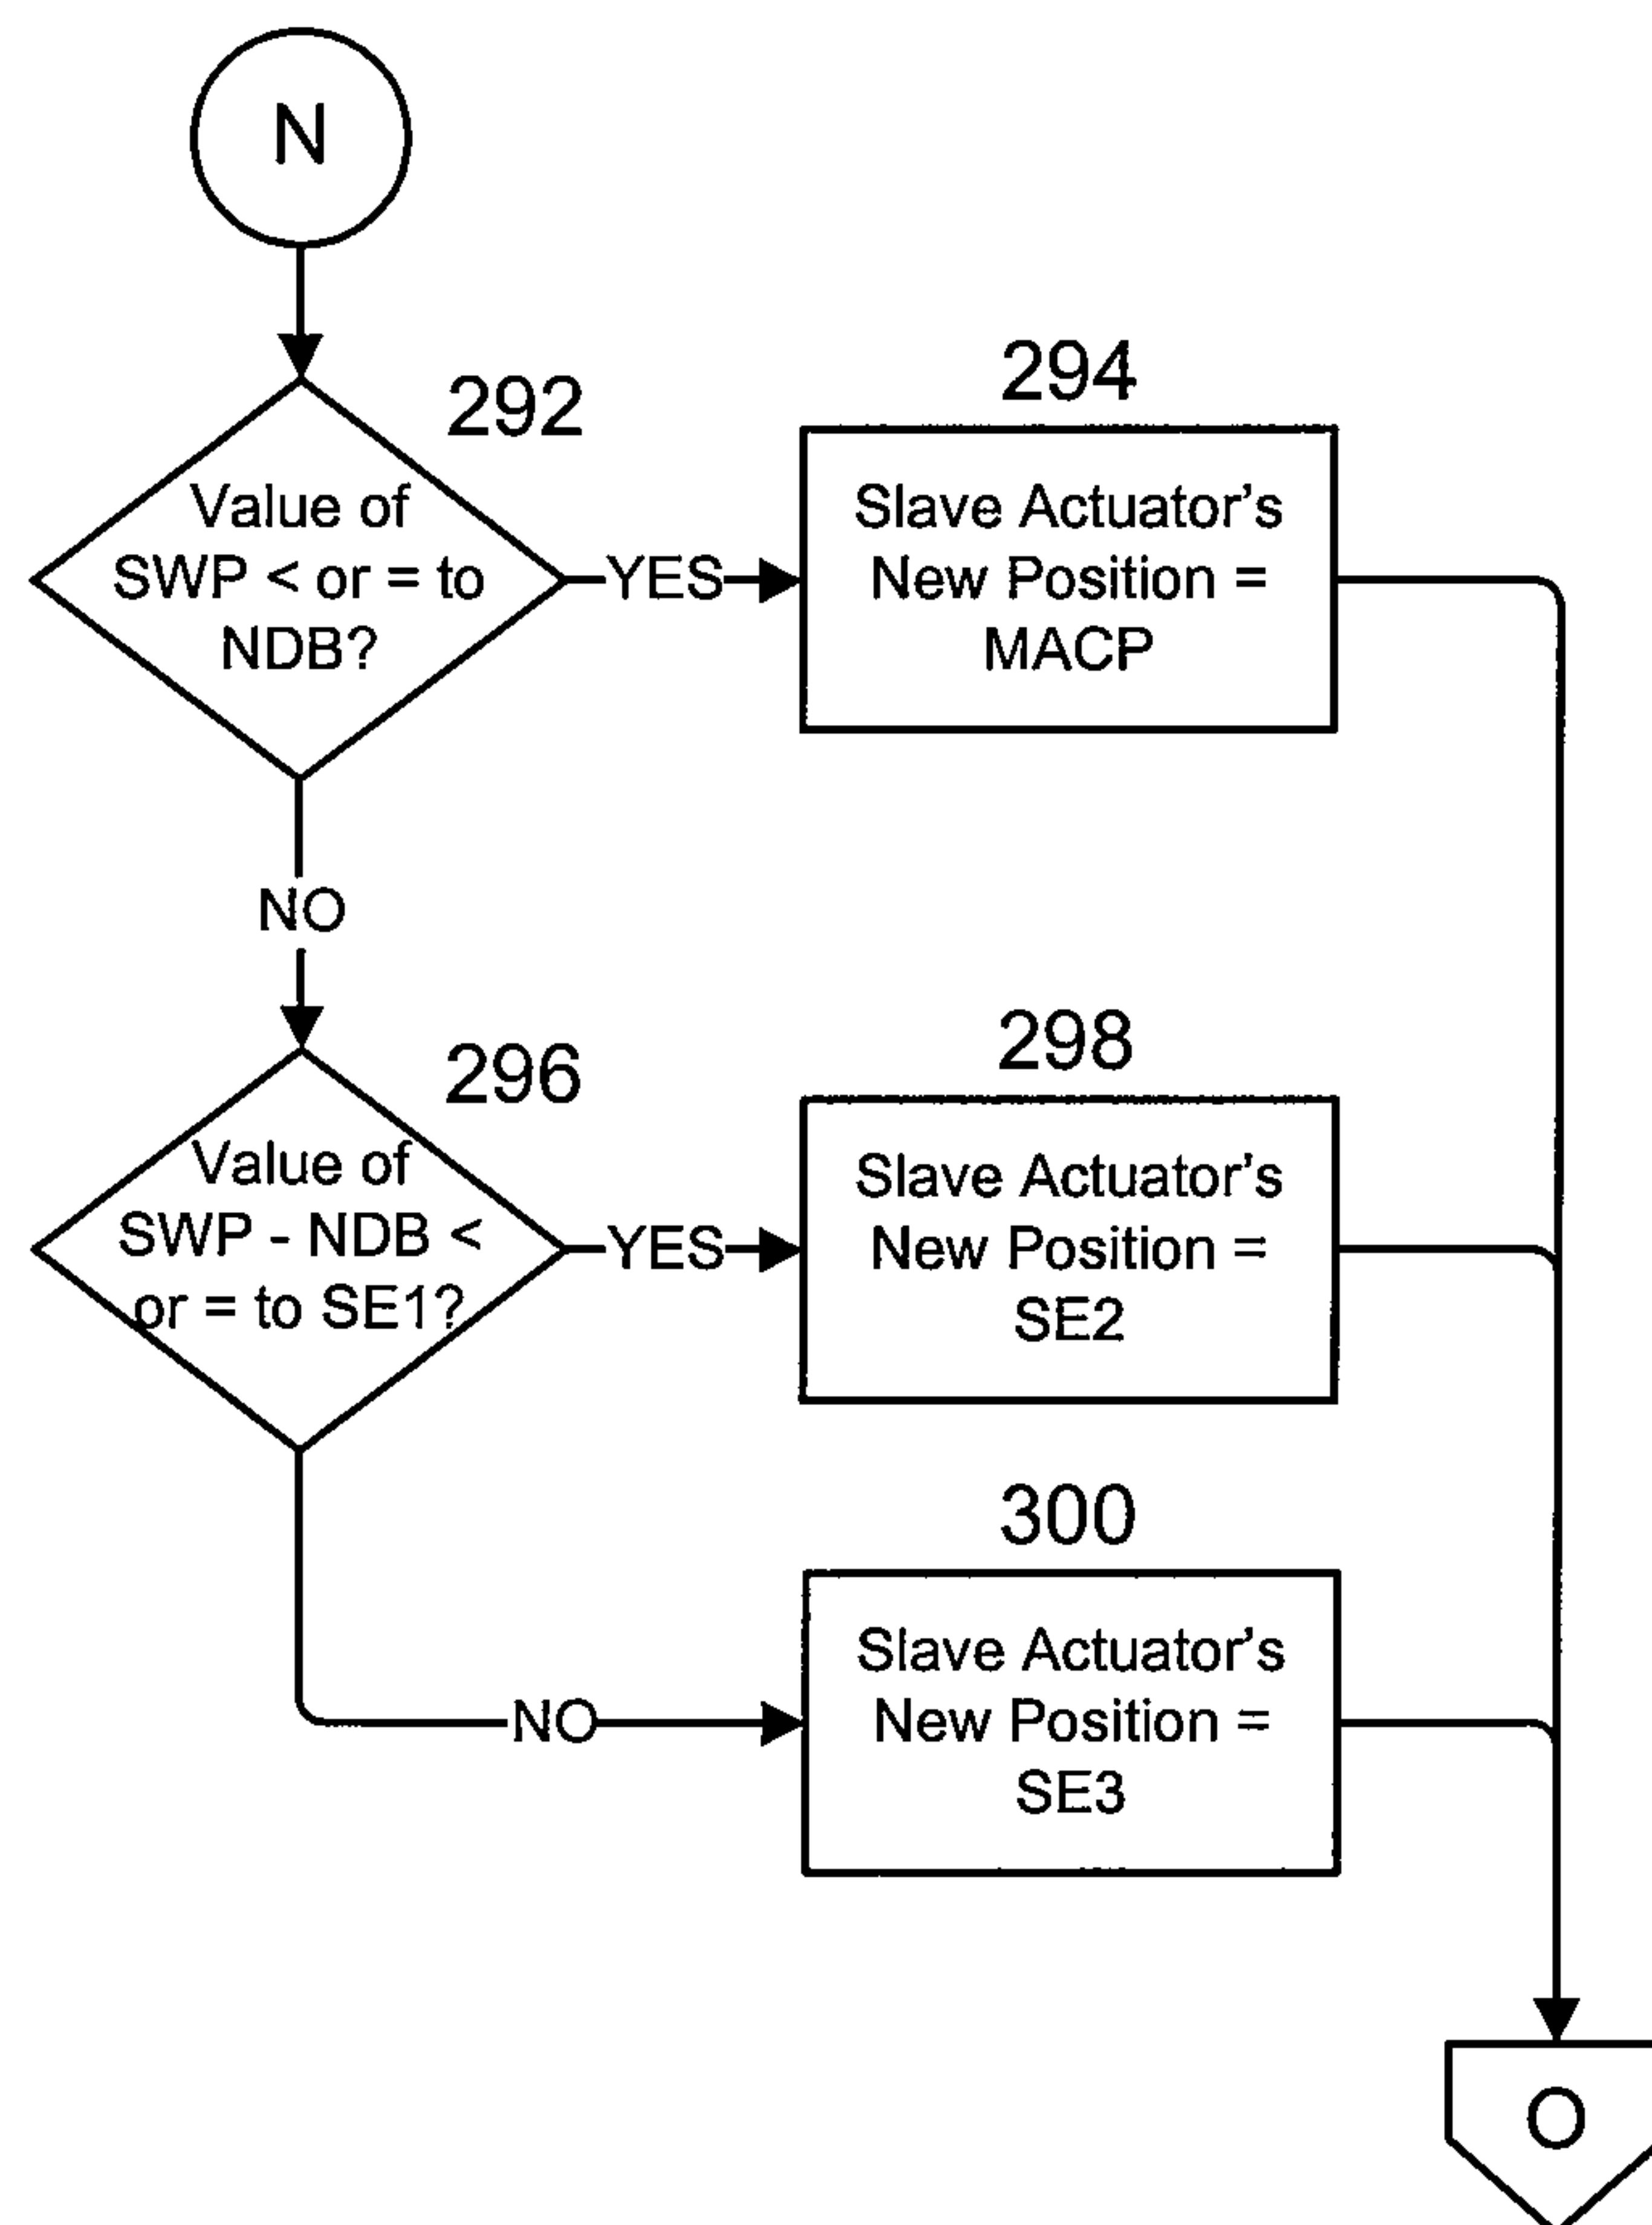 N
292
Value of
SWP < or = to
NDB?
YES
294
Slave Actuator's
New Position =
MACP
NO
296
Value of
SWP - NDB <
or = to SE1?
YES
298
Slave Actuator's
New Position =
SE2
NO
300
Slave Actuator's
New Position =
SE3
O